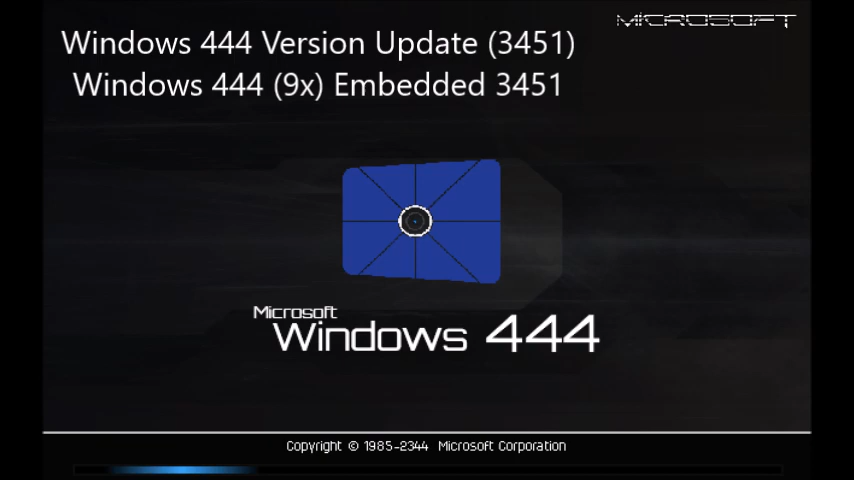 MICROSOFT
Windows 444 Version Update (3451)
Windows 444 (9x) Embedded 3451
Microsoft
Windows 444
Copyright © 1985-2344 Microsoft Corporation